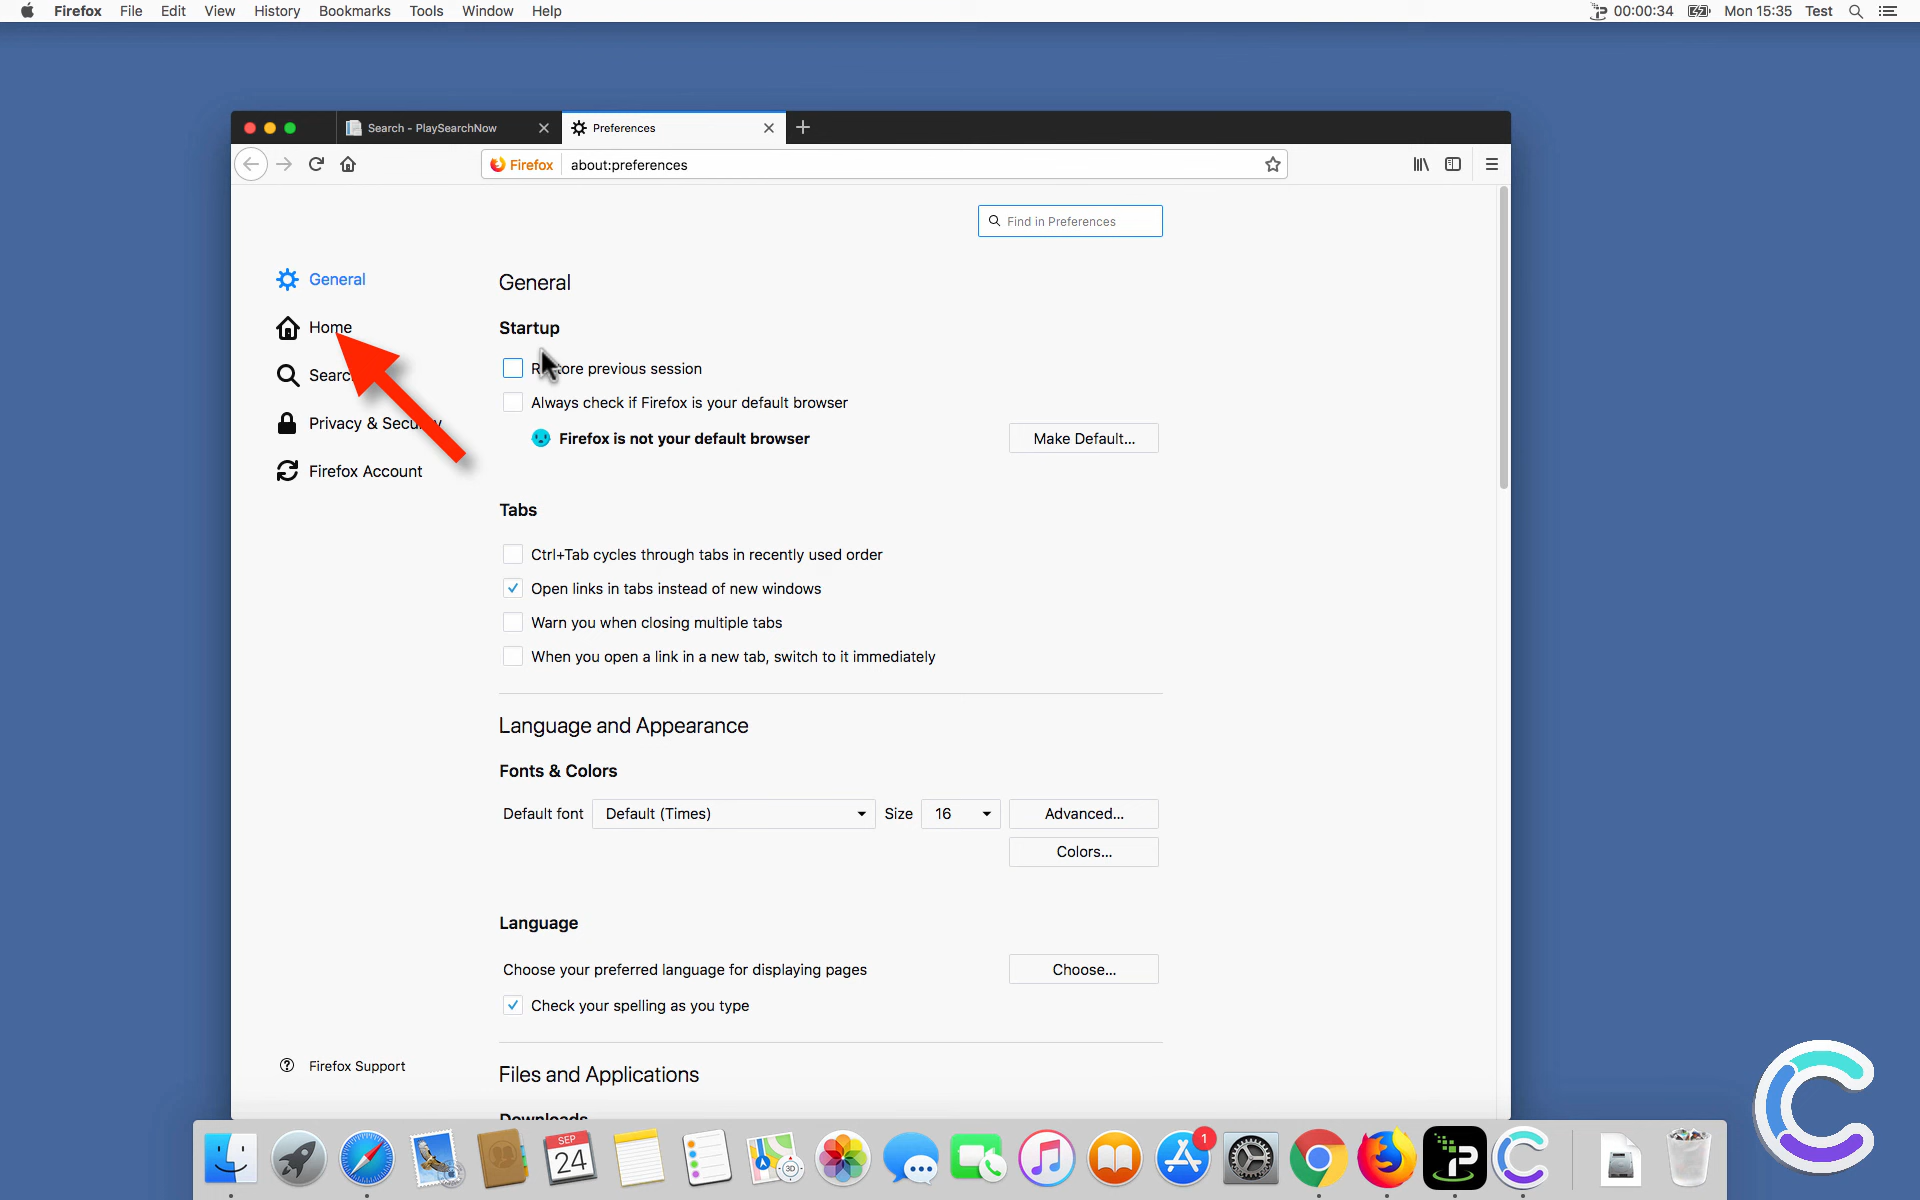 Firefox File Edit View History Bookmarks Tools Window Help 00:00:34 Mon 15:35 Test
Search - PlaySearchNow Preferences
Firefox about:preferences
Find in Preferences
General
Home
Privacy &
Firefox Account
Firefox Support
General
Startup
previous session
Always check if Firefox is your default browser
Firefox is not your default browser Make Default...
Tabs
Ctrl+Tab cycles through tabs in recently used order
Open links in tabs instead of new windows
Warn you when closing multiple tabs
When you open a link in a new tab, switch to it immediately
Language and Appearance
Fonts & Colors
Default font Default (Times) Size 16 Advanced...
Colors...
Language
Choose your preferred language for displaying pages Choose...
Check your spelling as you type
Files and Applications
Downloads
SEP
24
3D
1